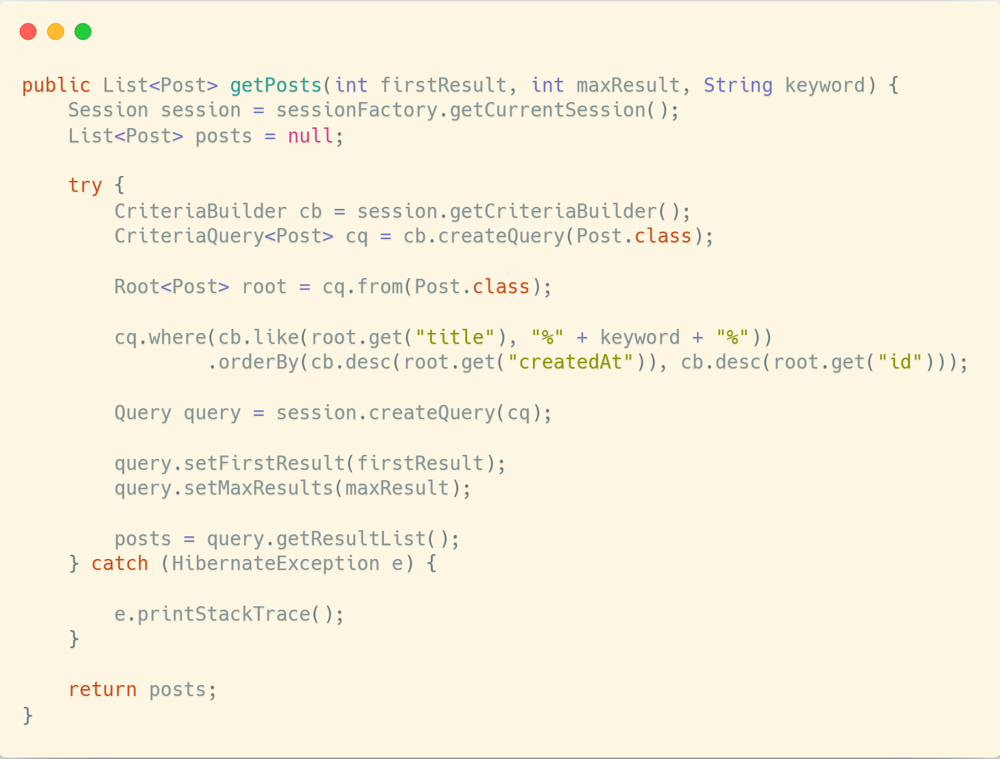 public List<Post> getPosts(int firstResult, int maxResult, String keyword) {
    Session session = sessionFactory.getCurrentSession();
    List<Post> posts = null;

    try {
        CriteriaBuilder cb = session.getCriteriaBuilder();
        CriteriaQuery<Post> cq = cb.createQuery(Post.class);

        Root<Post> root = cq.from(Post.class);

        cq.where(cb.like(root.get("title"), "%" + keyword + "%"))
                .orderBy(cb.desc(root.get("createdAt")), cb.desc(root.get("id")));

        Query query = session.createQuery(cq);

        query.setFirstResult(firstResult);
        query.setMaxResults(maxResult);

        posts = query.getResultList();
    } catch (HibernateException e) {

        e.printStackTrace();
    }

    return posts;
}